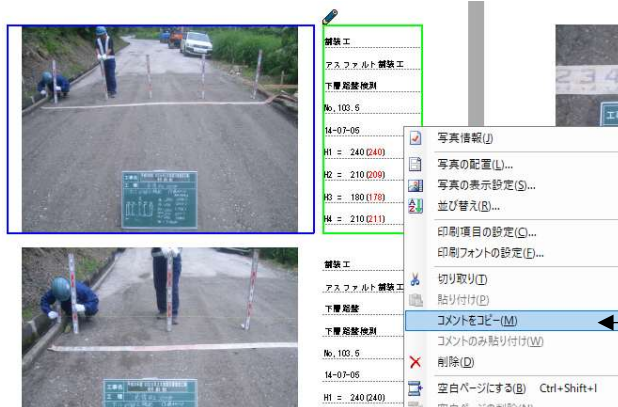 舗装工
アスファルト舗装工
下層路盤検測
No.103.5
14-07-05
H1 = 240(240)
H2 = 210(209)
H3 = 180(178)
H4 = 210(211)
舗装工
アスファルト舗装工
下層路盤
下層路盤検測
No.103.5
14-07-05
H1 = 240(240)
234
写真情報(J)
写真の配置(L)...
写真の表示設定(S)...
並び替え(R)...
印刷項目の設定(C)...
印刷フォントの設定(F)...
切り取り(T)
貼り付け(P)
コメントをコピー(M)
コメントのみ貼り付け(W)
削除(D)
空白ページにする(B) Ctrl+Shift+I